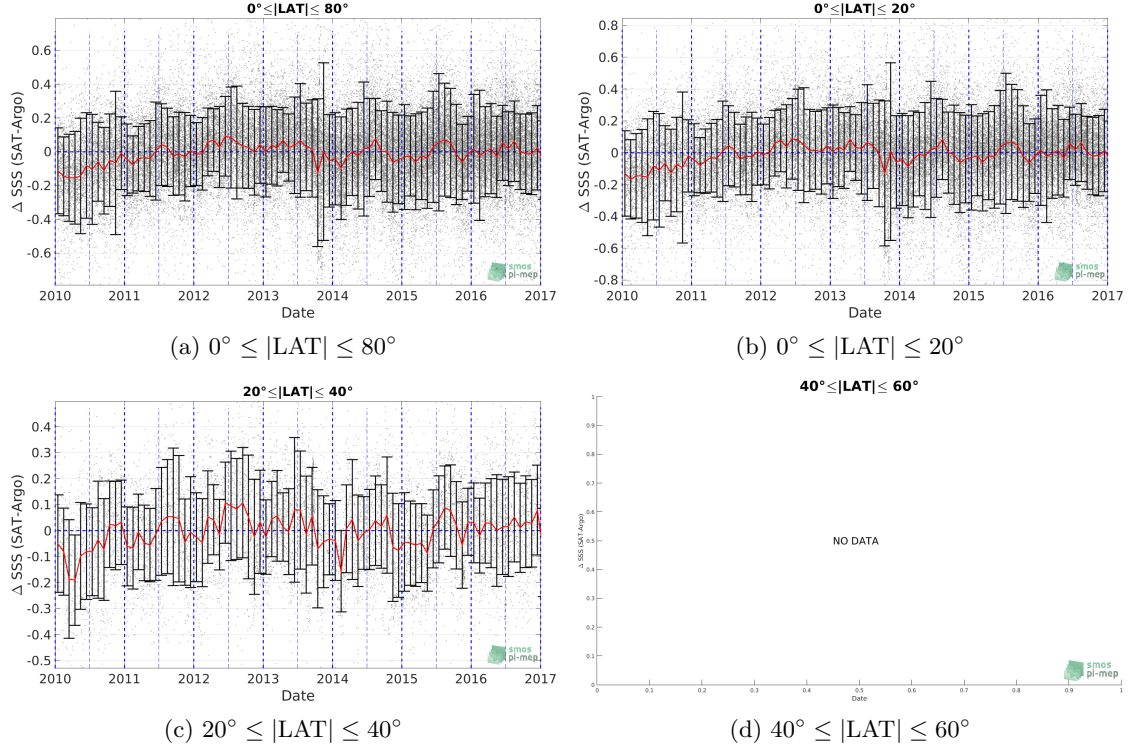 0°≤|LAT|≤ 80°
Δ SSS (SAT-Argo)
0.6
0.4
0.2
0
-0.2
-0.4
-0.6
2010 2011 2012 2013 2014 2015 2016 2017
Date
smos
pi-mep
(a) 0° ≤ |LAT| ≤ 80°
0°≤|LAT|≤ 20°
Δ SSS (SAT-Argo)
0.8
0.6
0.4
0.2
0
-0.2
-0.4
-0.6
-0.8
2010 2011 2012 2013 2014 2015 2016 2017
Date
smos
pi-mep
(b) 0° ≤ |LAT| ≤ 20°
20°≤|LAT|≤ 40°
Δ SSS (SAT-Argo)
0.4
0.3
0.2
0.1
0
-0.1
-0.2
-0.3
-0.4
-0.5
2010 2011 2012 2013 2014 2015 2016 2017
Date
smos
pi-mep
(c) 20° ≤ |LAT| ≤ 40°
40°≤|LAT|≤ 60°
Δ SSS (SAT-Argo)
1
0.9
0.8
0.7
0.6
0.5
0.4
0.3
0.2
0.1
0
NO DATA
0 0.1 0.2 0.3 0.4 0.5 0.6 0.7 0.8 0.9 1
Date
smos
pi-mep
(d) 40° ≤ |LAT| ≤ 60°